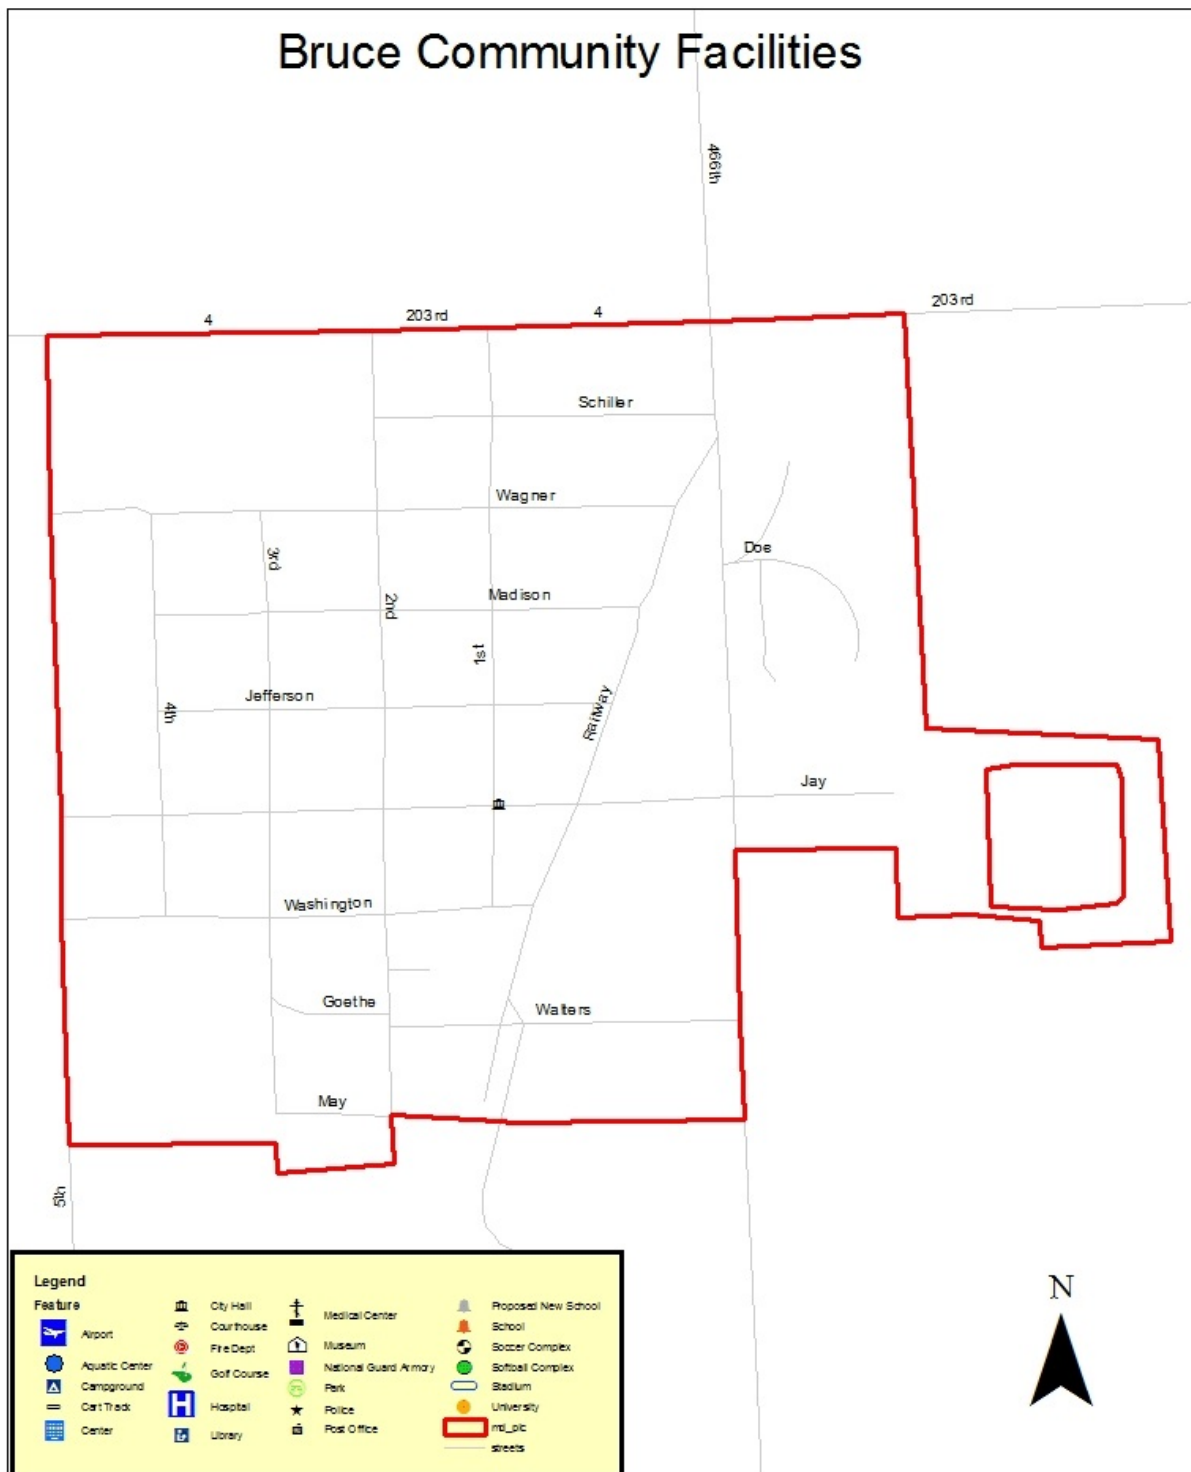 Bruce Community Facilities
466th
203rd
4
203rd
4
Schiller
Wagner
3rd
Doe
Madison
2nd
1st
Jefferson
4th
Railway
Jay
Washington
Goethe
Walters
May
5th
N
Legend
Feature
Airport
Aquatic Center
Campground
Cart Track
Center
City Hall
Courthouse
Fire Dept
Golf Course
H
Hospital
Library
Medical Center
Museum
National Guard Armory
Park
Police
Post Office
Proposed New School
School
Soccer Complex
Softball Complex
Stadium
University
md_plc
streets